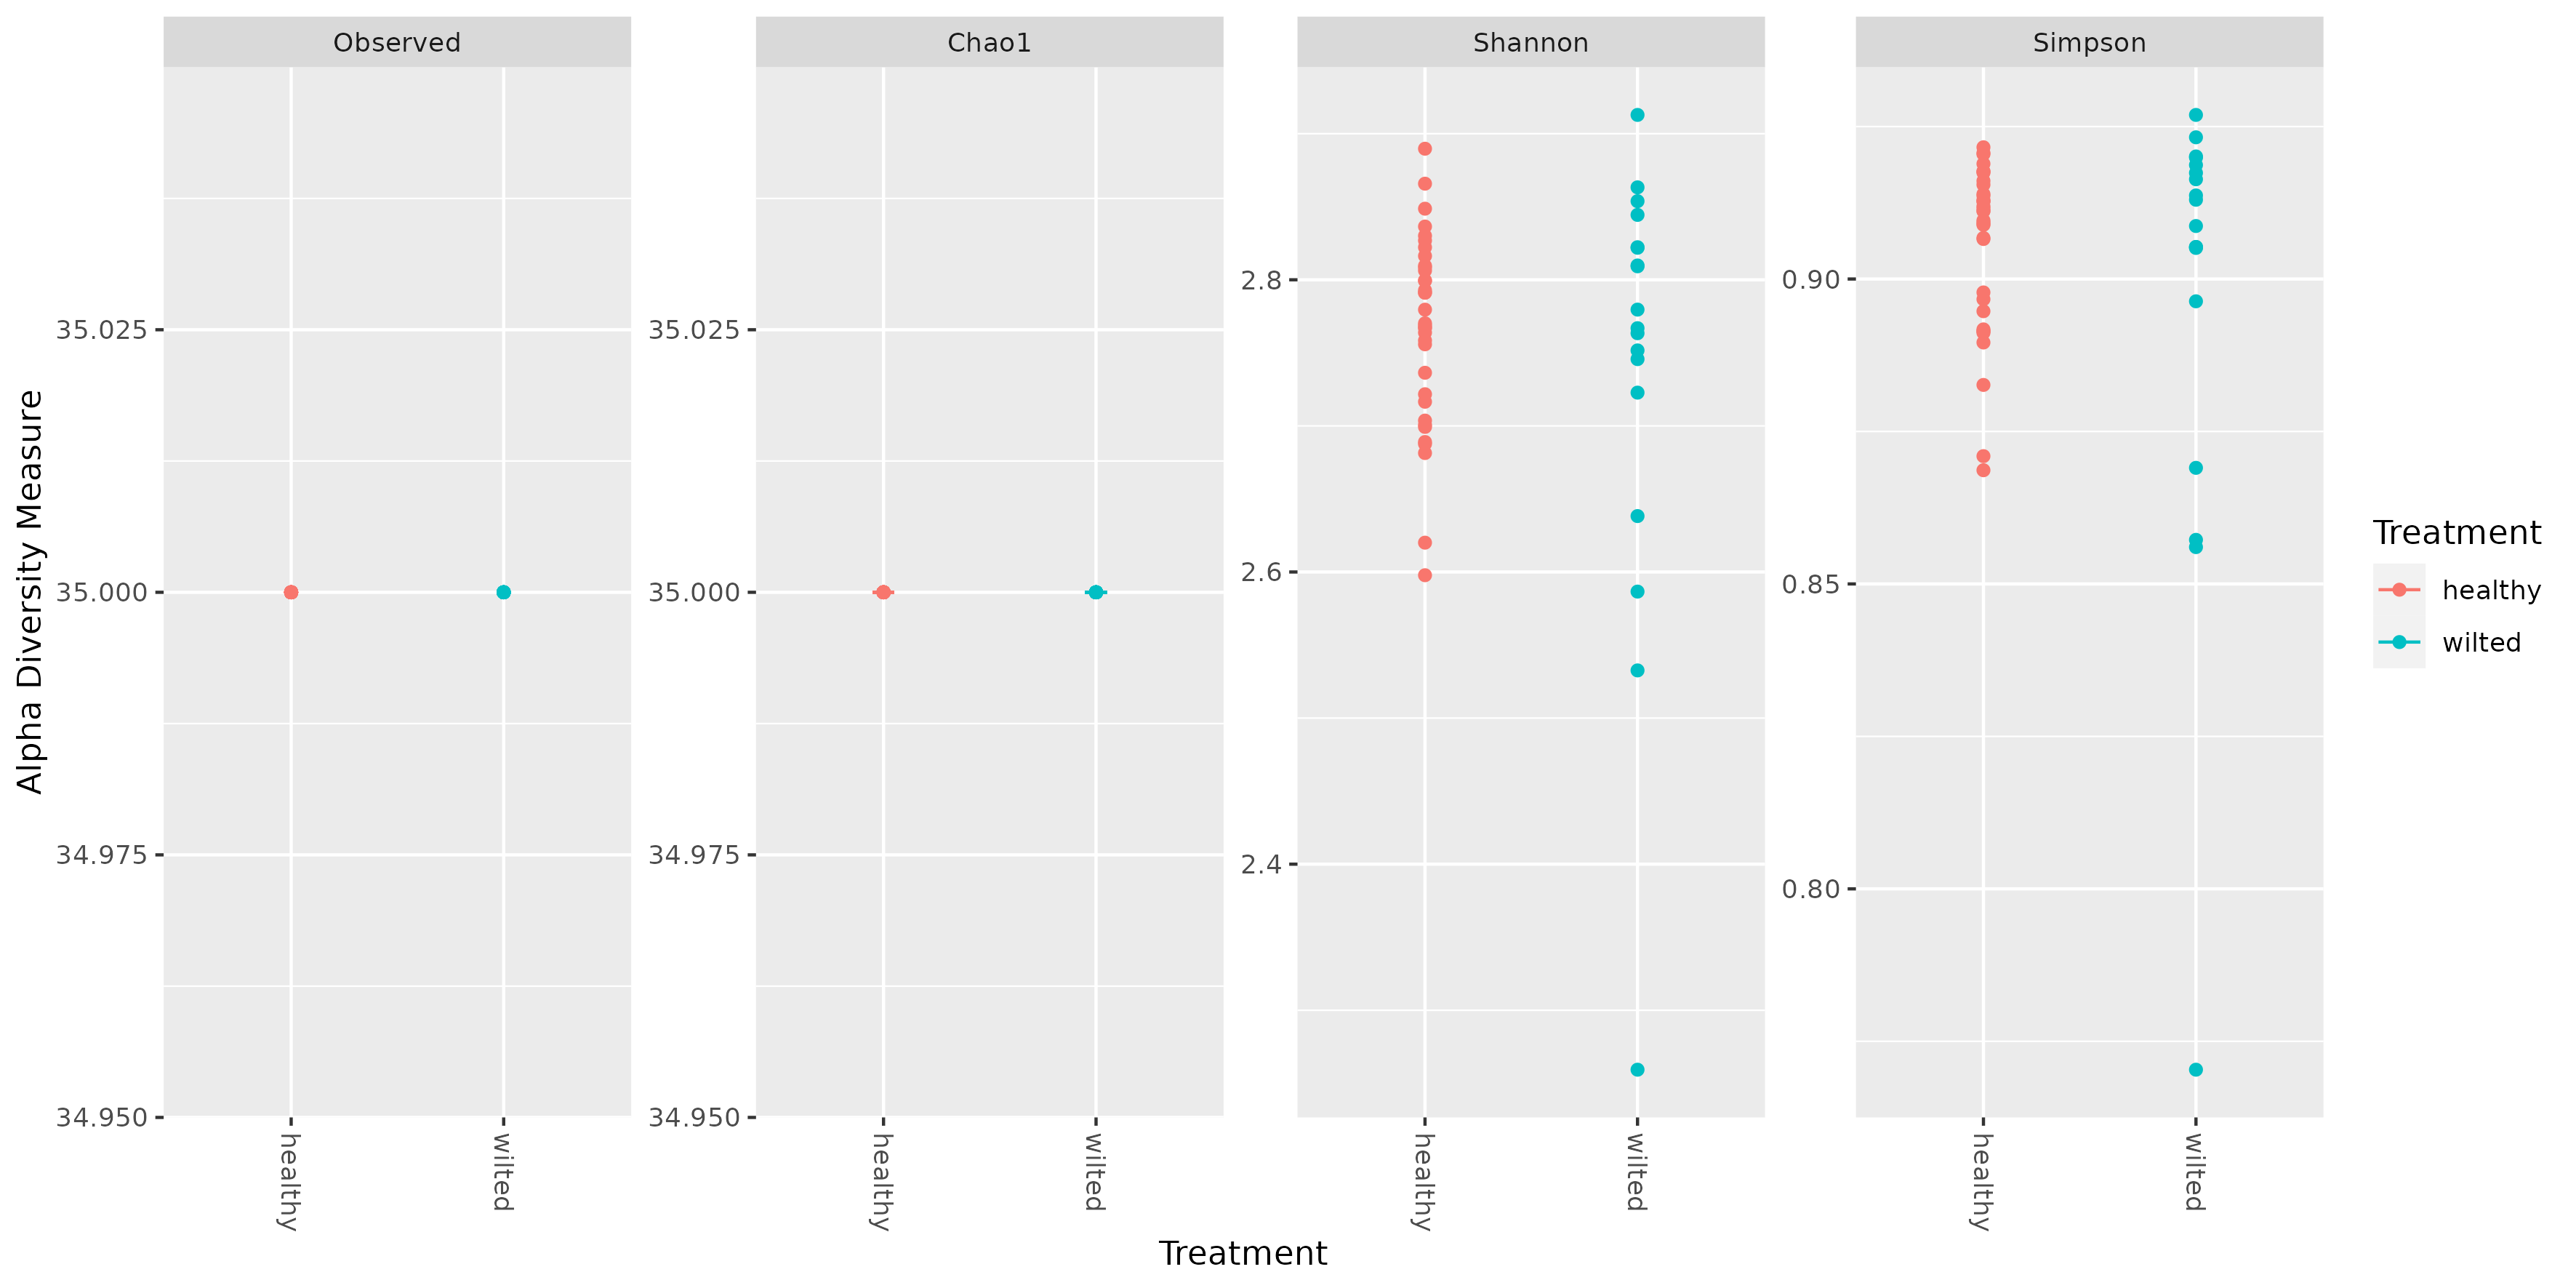 Observed
Chao1
Shannon
Simpson
Alpha Diversity Measure
35.025
35.000
34.975
34.950
35.025
35.000
34.975
34.950
2.8
2.6
2.4
0.90
0.85
0.80
healthy
wilted
healthy
wilted
healthy
wilted
healthy
wilted
Treatment
Treatment
healthy
wilted